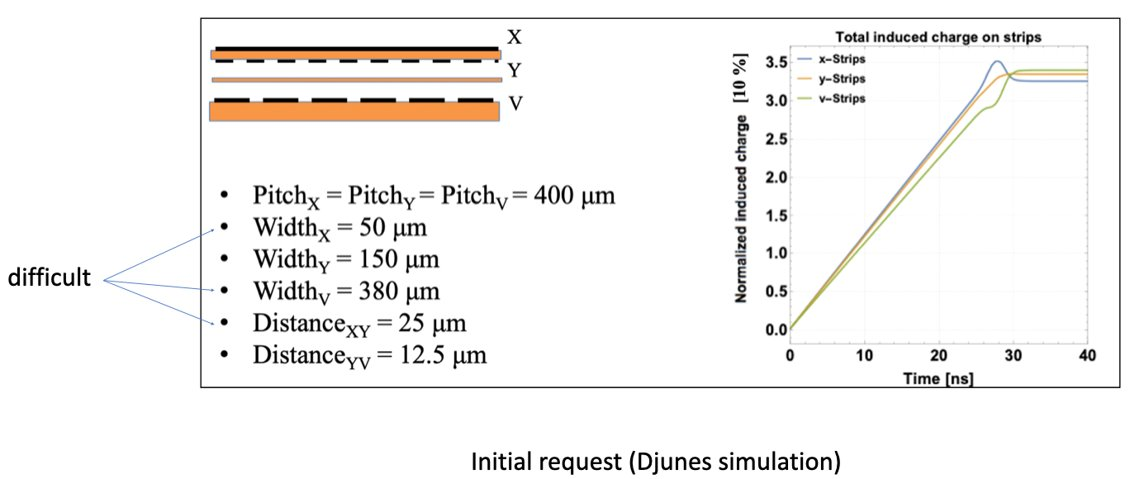 X
Y
V
• Pitch_X = Pitch_Y = Pitch_V = 400 μm
• Width_X = 50 μm
• Width_Y = 150 μm
• Width_V = 380 μm
• Distance_XY = 25 μm
• Distance_YV = 12.5 μm
difficult
Total induced charge on strips
x-Strips
y-Strips
v-Strips
Normalized induced charge [10 %]
3.5
3.0
2.5
2.0
1.5
1.0
0.5
0.0
0 10 20 30 40
Time [ns]
Initial request (Djunes simulation)